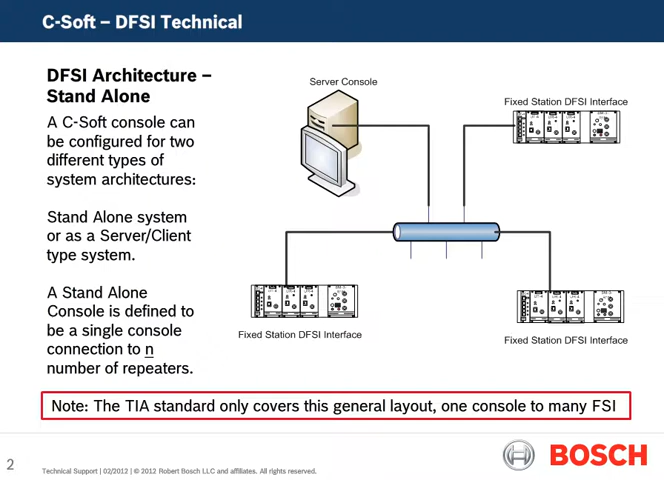 C-Soft – DFSI Technical
DFSI Architecture –
Stand Alone
A C-Soft console can
be configured for two
different types of
system architectures:
Stand Alone system
or as a Server/Client
type system.
A Stand Alone
Console is defined to
be a single console
connection to n
number of repeaters.
Server Console
Fixed Station DFSI Interface
Fixed Station DFSI Interface
Fixed Station DFSI Interface
Note: The TIA standard only covers this general layout, one console to many FSI
2
Technical Support | 02/2012 | © 2012 Robert Bosch LLC and affiliates. All rights reserved.
BOSCH